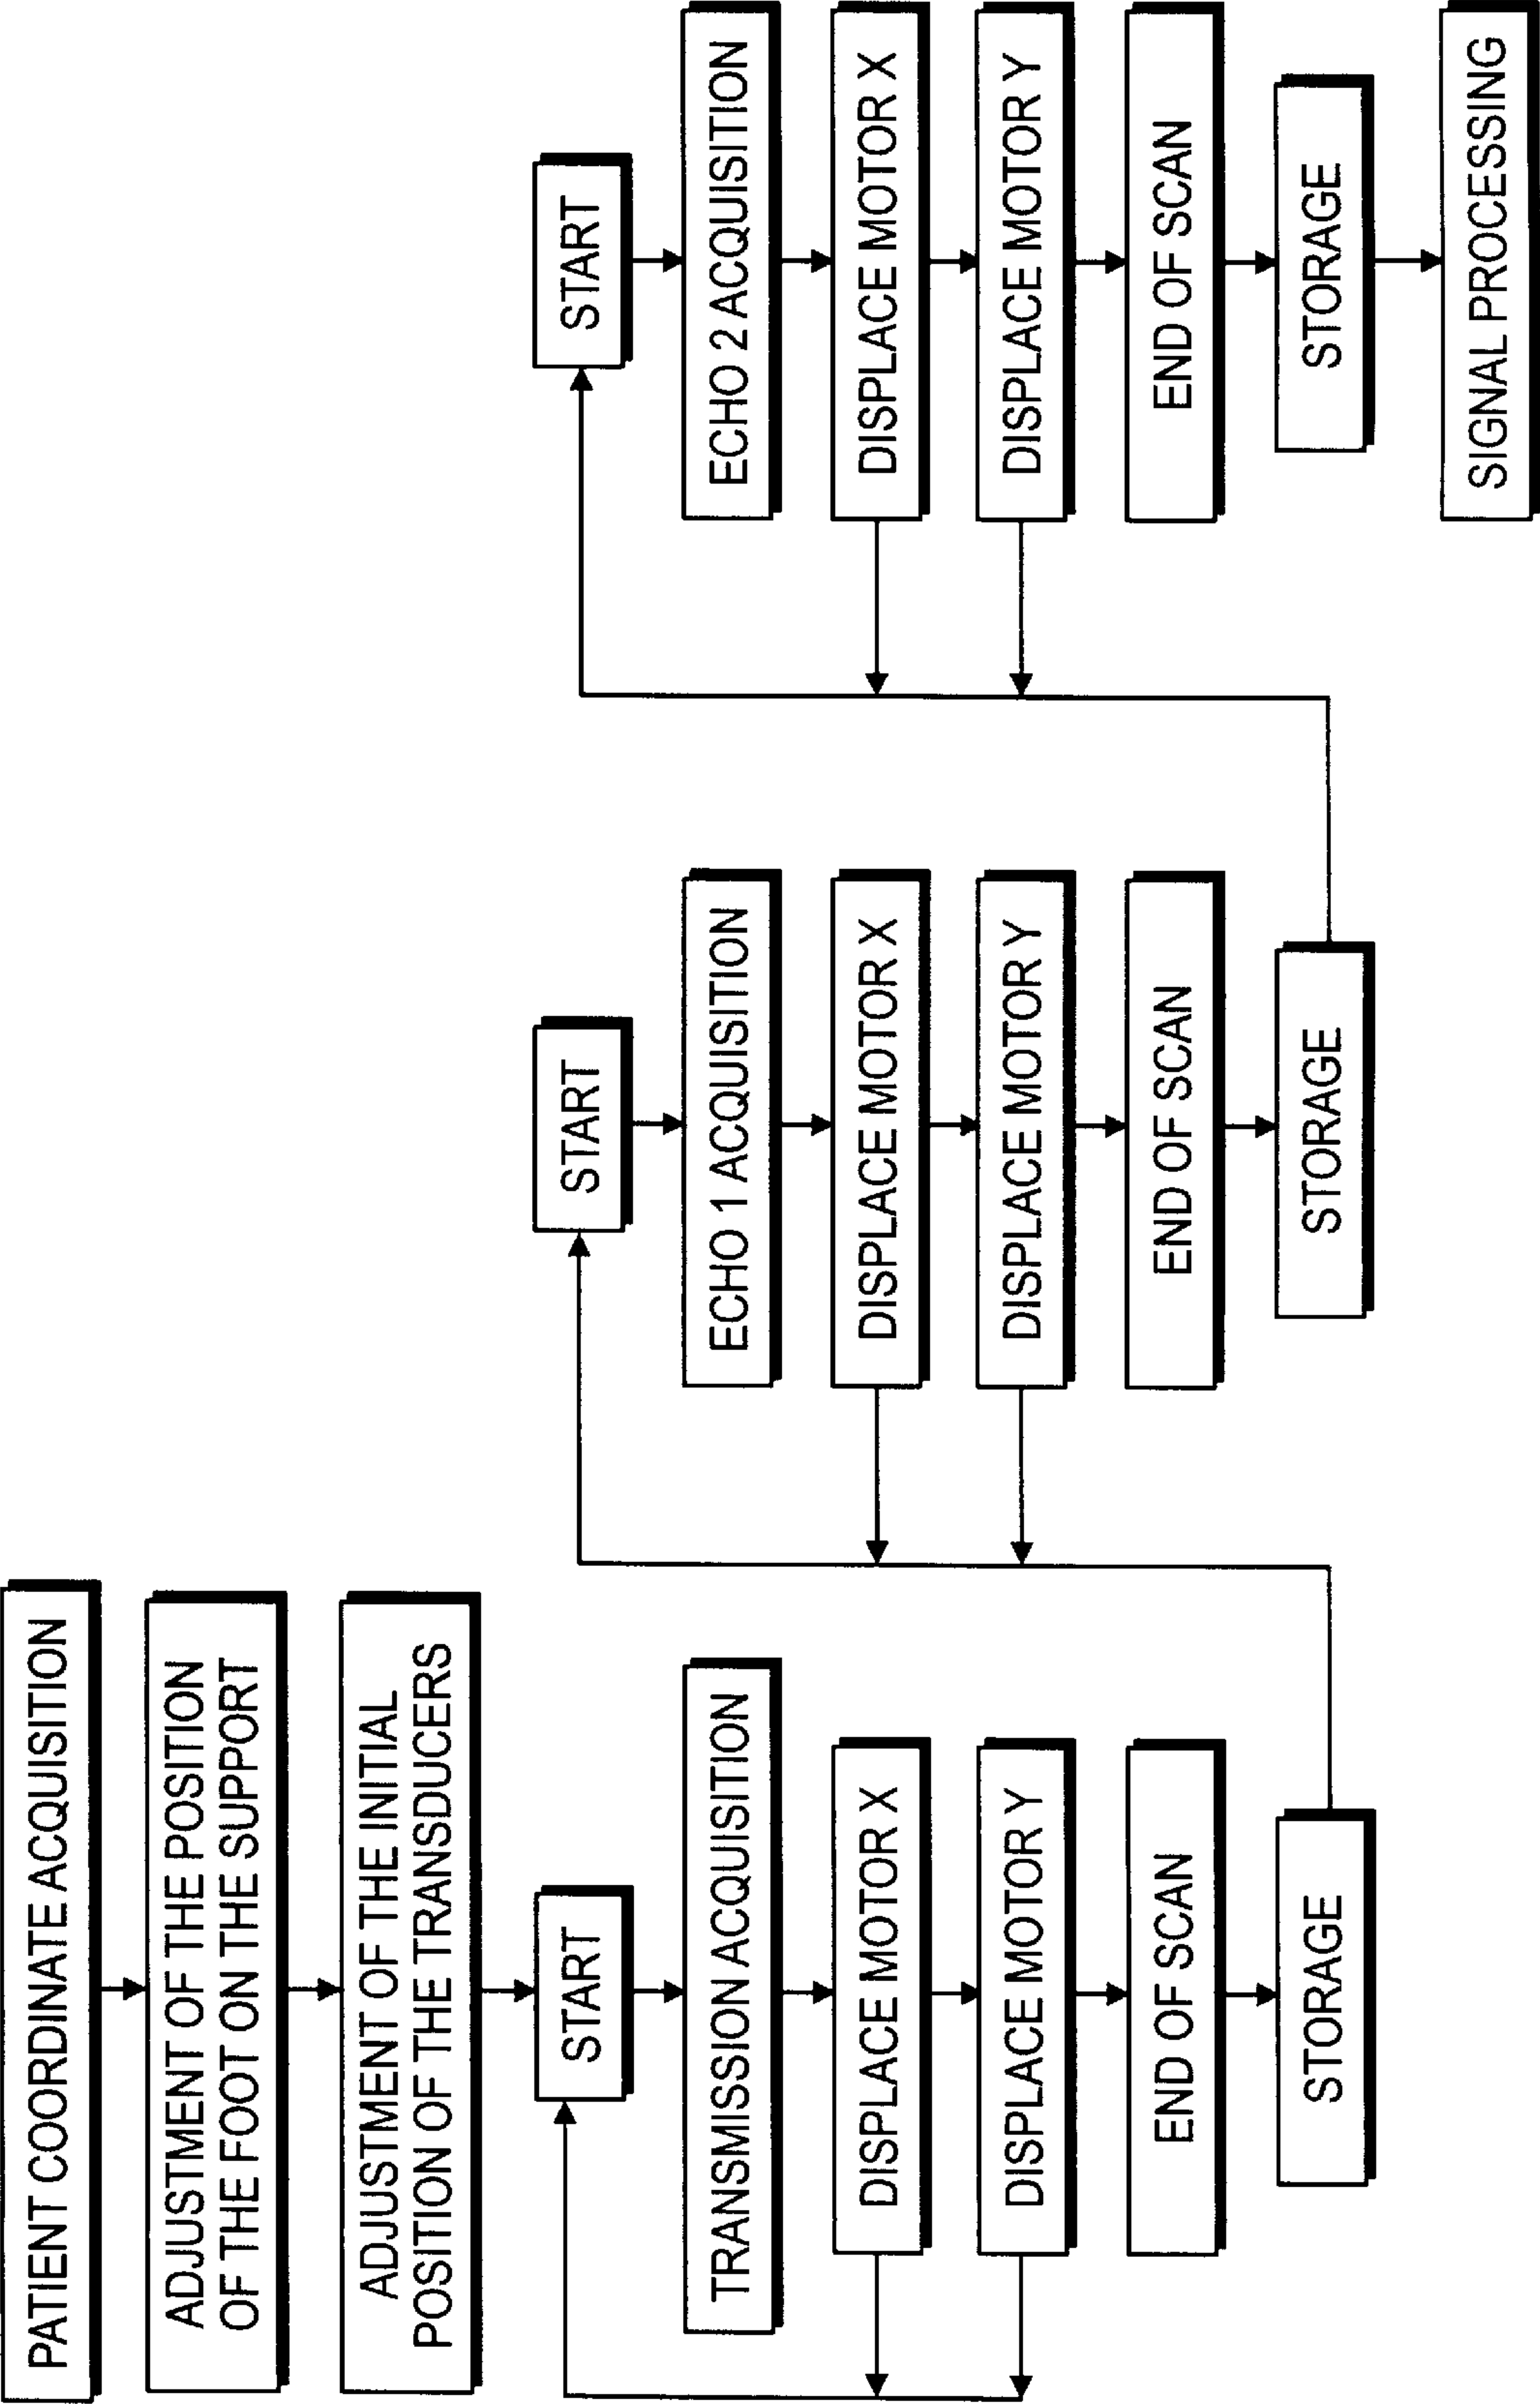 PATIENT COORDINATE ACQUISITION
ADJUSTMENT OF THE POSITION
OF THE FOOT ON THE SUPPORT
ADJUSTMENT OF THE INITIAL
POSITION OF THE TRANSDUCERS
START
TRANSMISSION ACQUISITION
DISPLACE MOTOR X
DISPLACE MOTOR Y
END OF SCAN
STORAGE
START
ECHO 1 ACQUISITION
DISPLACE MOTOR X
DISPLACE MOTOR Y
END OF SCAN
STORAGE
START
ECHO 2 ACQUISITION
DISPLACE MOTOR X
DISPLACE MOTOR Y
END OF SCAN
STORAGE
SIGNAL PROCESSING